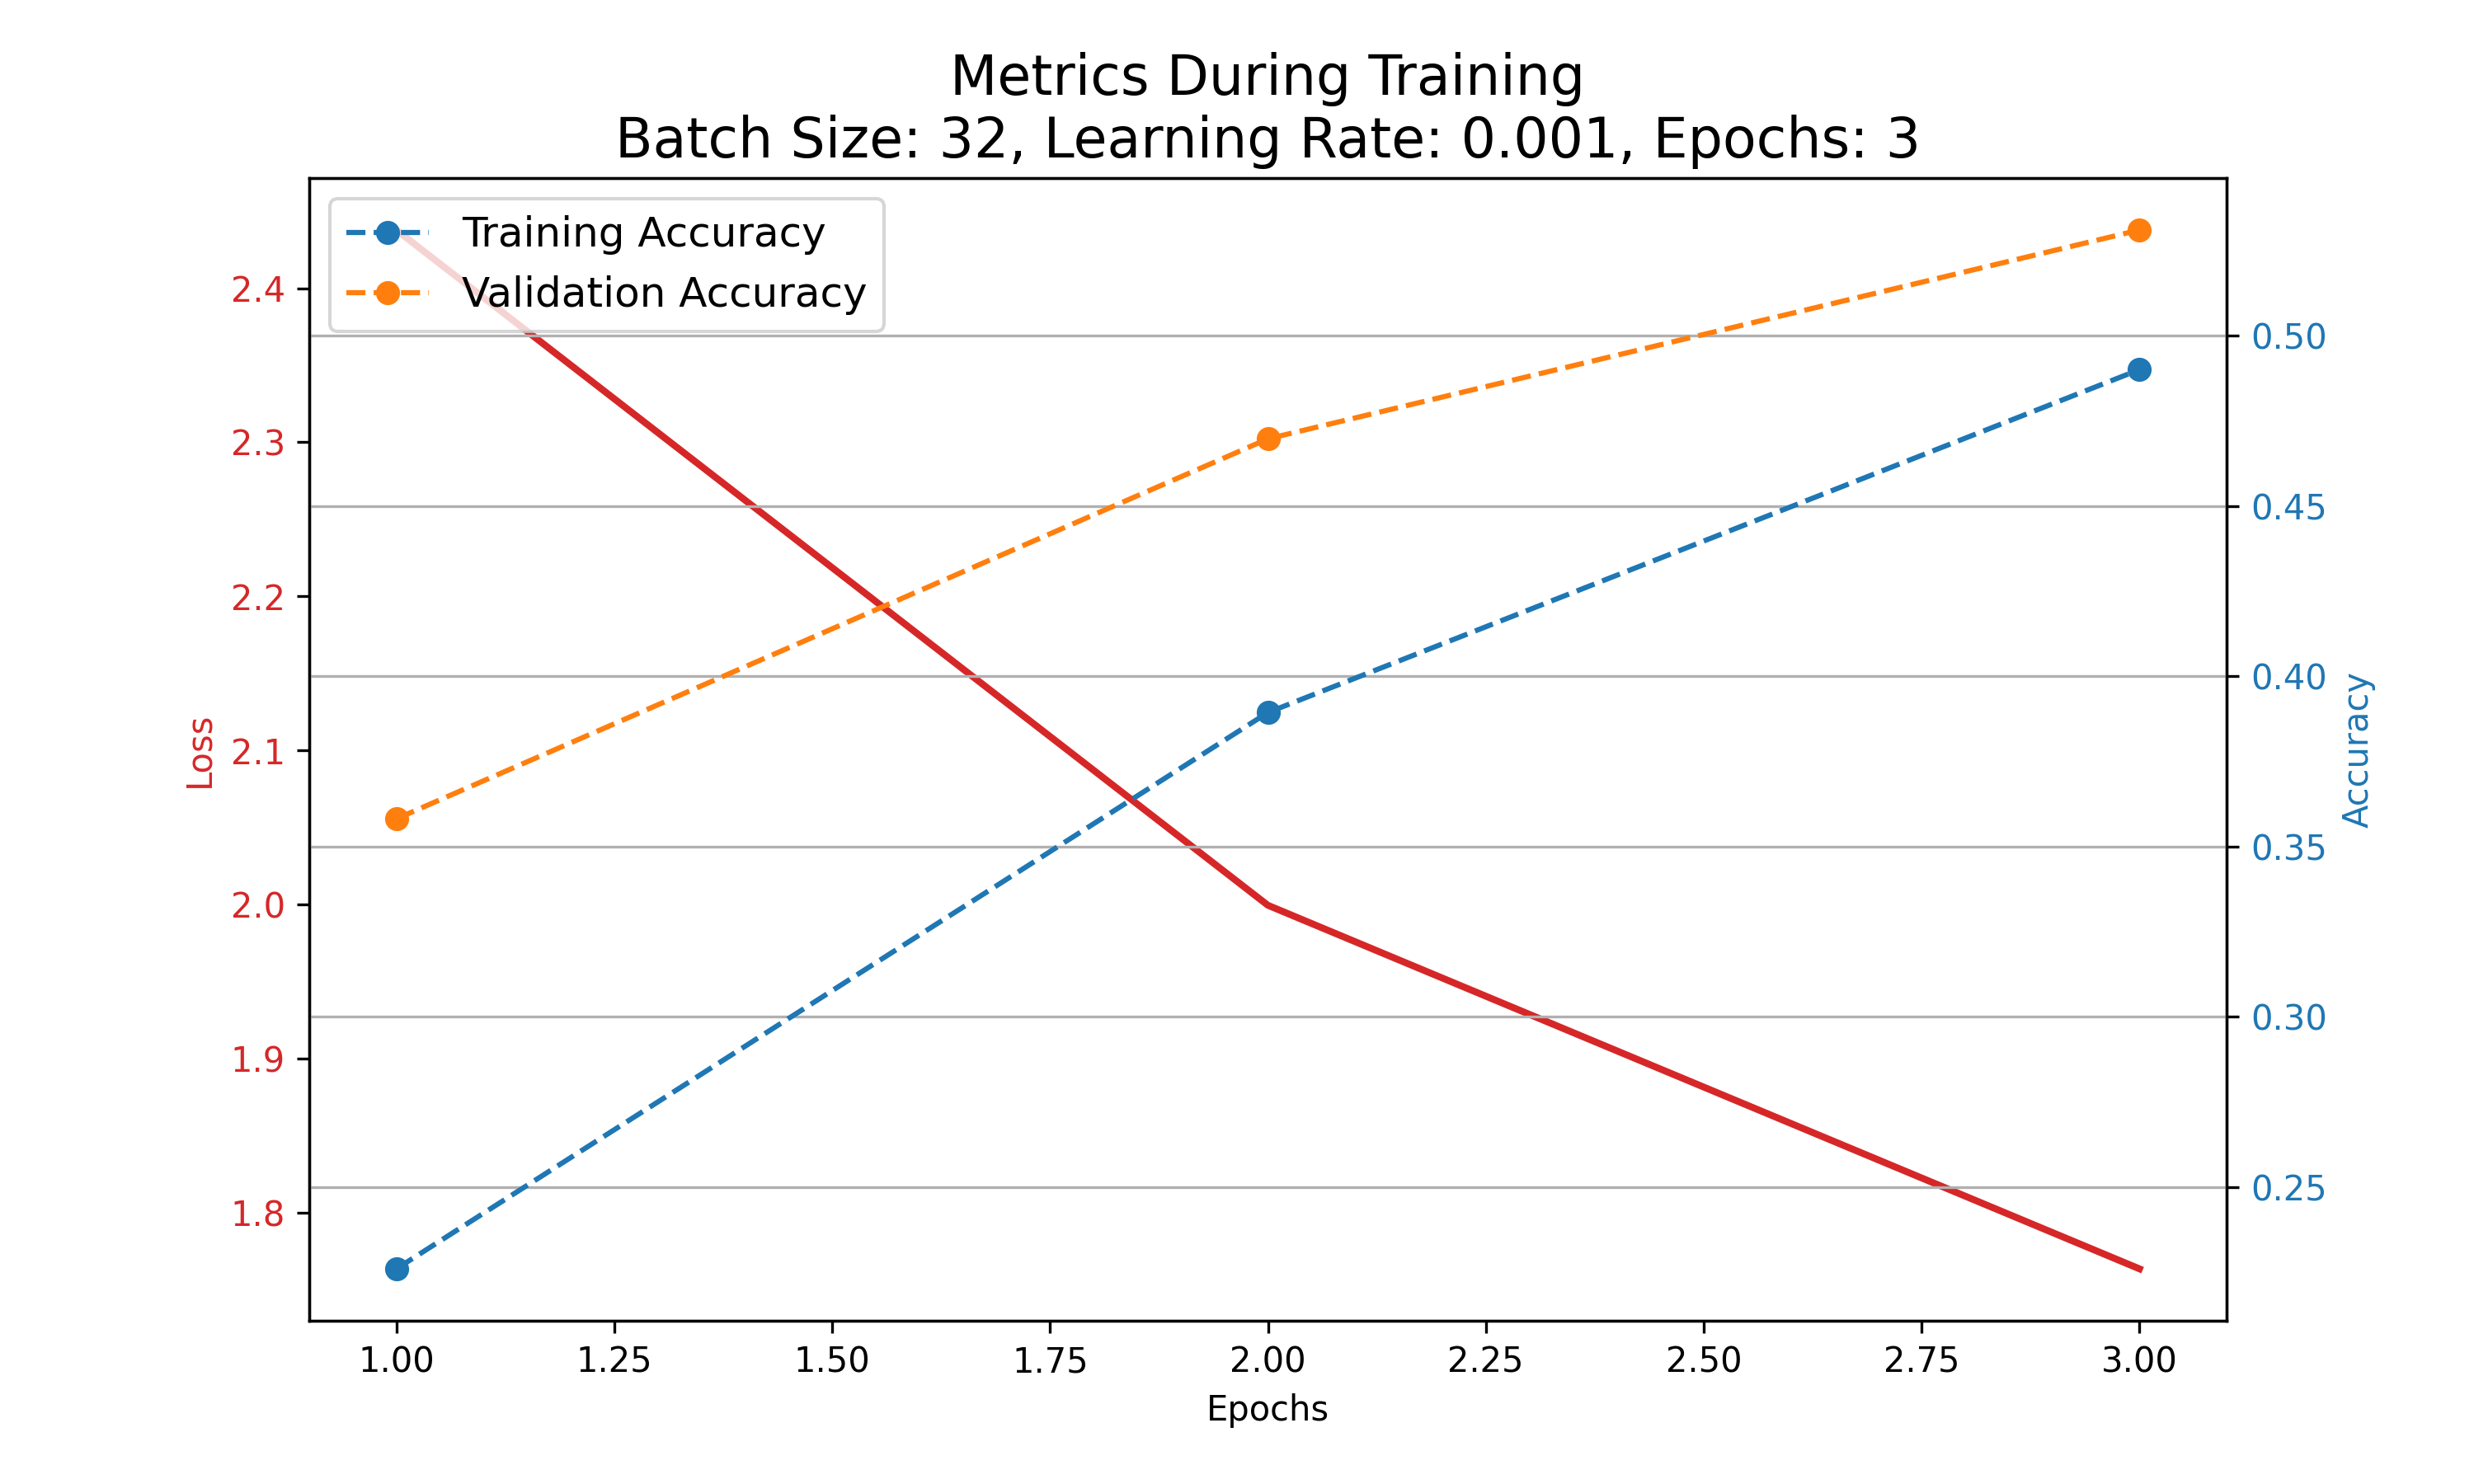 Metrics During Training
Batch Size: 32, Learning Rate: 0.001, Epochs: 3
Training Accuracy
Validation Accuracy
Loss
2.4
2.3
2.2
2.1
2.0
1.9
1.8
0.50
0.45
0.40
0.35
0.30
0.25
Accuracy
1.00 1.25 1.50 1.75 2.00 2.25 2.50 2.75 3.00
Epochs